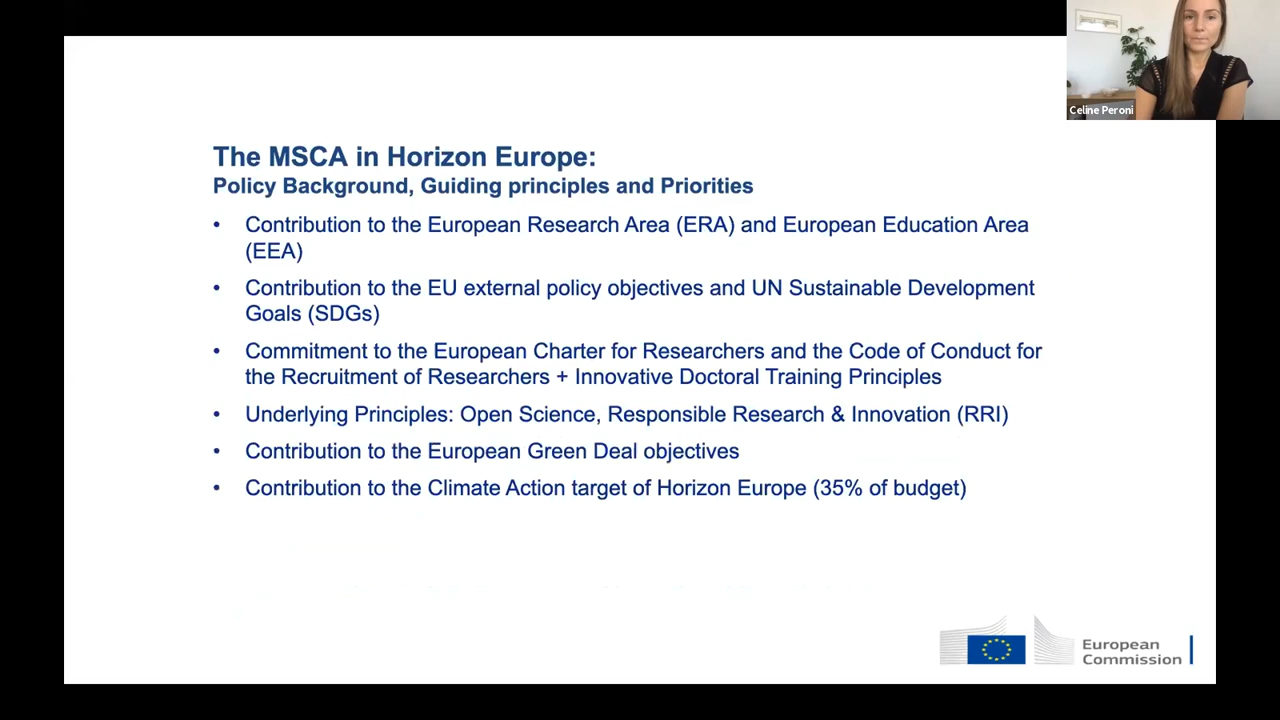 Celine Peroni
The MSCA in Horizon Europe:
Policy Background, Guiding principles and Priorities
• Contribution to the European Research Area (ERA) and European Education Area
(EEA)
• Contribution to the EU external policy objectives and UN Sustainable Development
Goals (SDGs)
• Commitment to the European Charter for Researchers and the Code of Conduct for
the Recruitment of Researchers + Innovative Doctoral Training Principles
• Underlying Principles: Open Science, Responsible Research & Innovation (RRI)
• Contribution to the European Green Deal objectives
• Contribution to the Climate Action target of Horizon Europe (35% of budget)
European
Commission